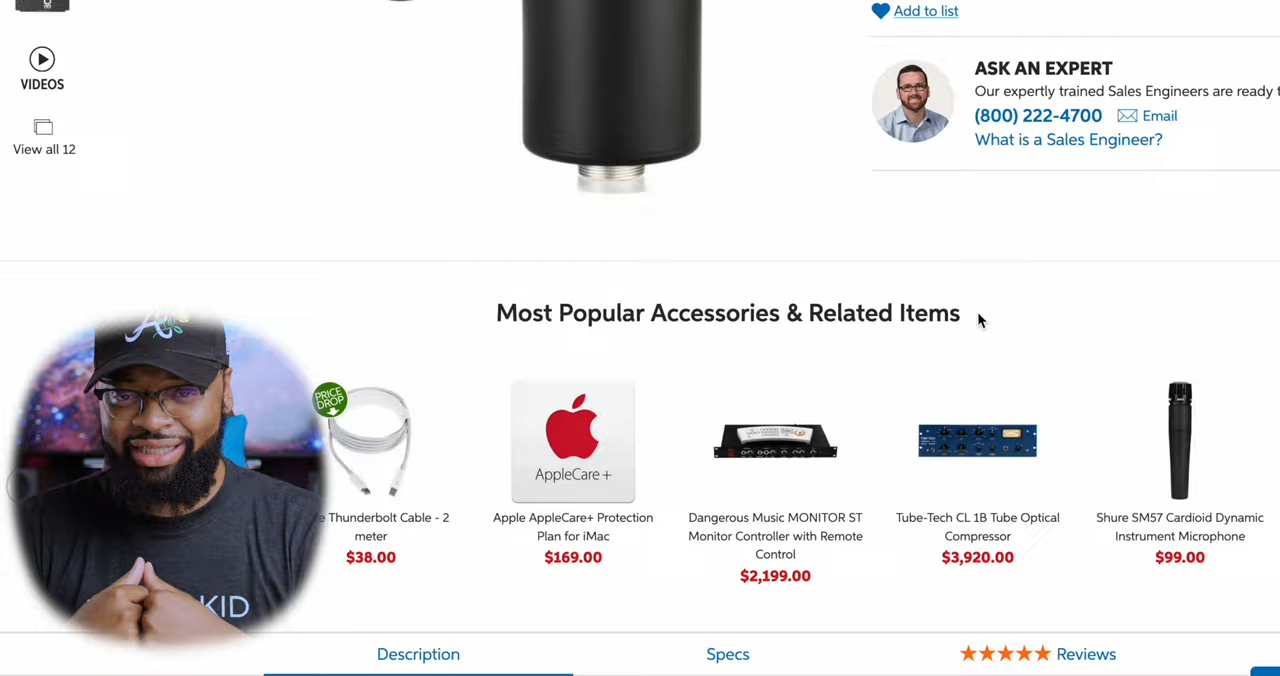 Add to list
VIDEOS
View all 12
ASK AN EXPERT
Our expertly trained Sales Engineers are ready
(800) 222-4700 Email
What is a Sales Engineer?
Most Popular Accessories & Related Items
PRICE
DROP
AppleCare+
Thunderbolt Cable - 2
meter
$38.00
Apple AppleCare+ Protection
Plan for iMac
$169.00
Dangerous Music MONITOR ST
Monitor Controller with Remote
Control
$2,199.00
Tube-Tech CL 1B Tube Optical
Compressor
$3,920.00
Shure SM57 Cardioid Dynamic
Instrument Microphone
$99.00
KID
Description
Specs
Reviews